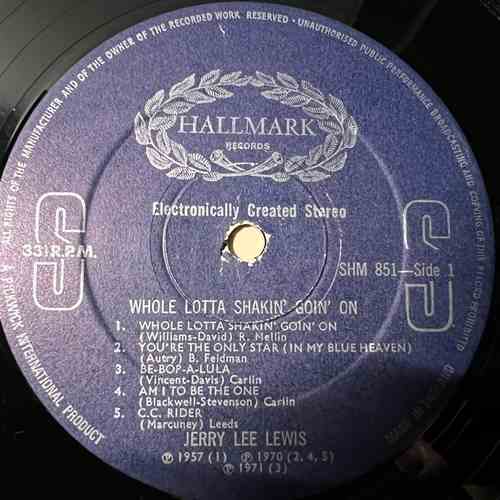 ALL RIGHTS OF THE MANUFACTURER AND OF THE OWNER OF THE RECORDED WORK RESERVED · UNAUTHORISED PUBLIC PERFORMANCE BROADCASTING AND COPYING OF THIS RECORD PROHIBITED
HALLMARK
RECORDS
Electronically Created Stereo
S
33⅓ R.P.M.
S
SHM 851—Side 1
WHOLE LOTTA SHAKIN' GOIN' ON
1. WHOLE LOTTA SHAKIN' GOIN' ON
(Williams-David) R. Mellin
2. YOU'RE THE ONLY STAR (IN MY BLUE HEAVEN)
(Autry) B. Feldman
3. BE-BOP-A-LULA
(Vincent-Davis) Carlin
4. AM I TO BE THE ONE
(Blackwell-Stevenson) Carlin
5. C.C. RIDER
(Marcuney) Leeds
JERRY LEE LEWIS
Ⓟ 1957 (1) Ⓟ 1970 (2, 4, 5)
Ⓟ 1971 (3)
A PICKWICK INTERNATIONAL PRODUCT
MADE IN